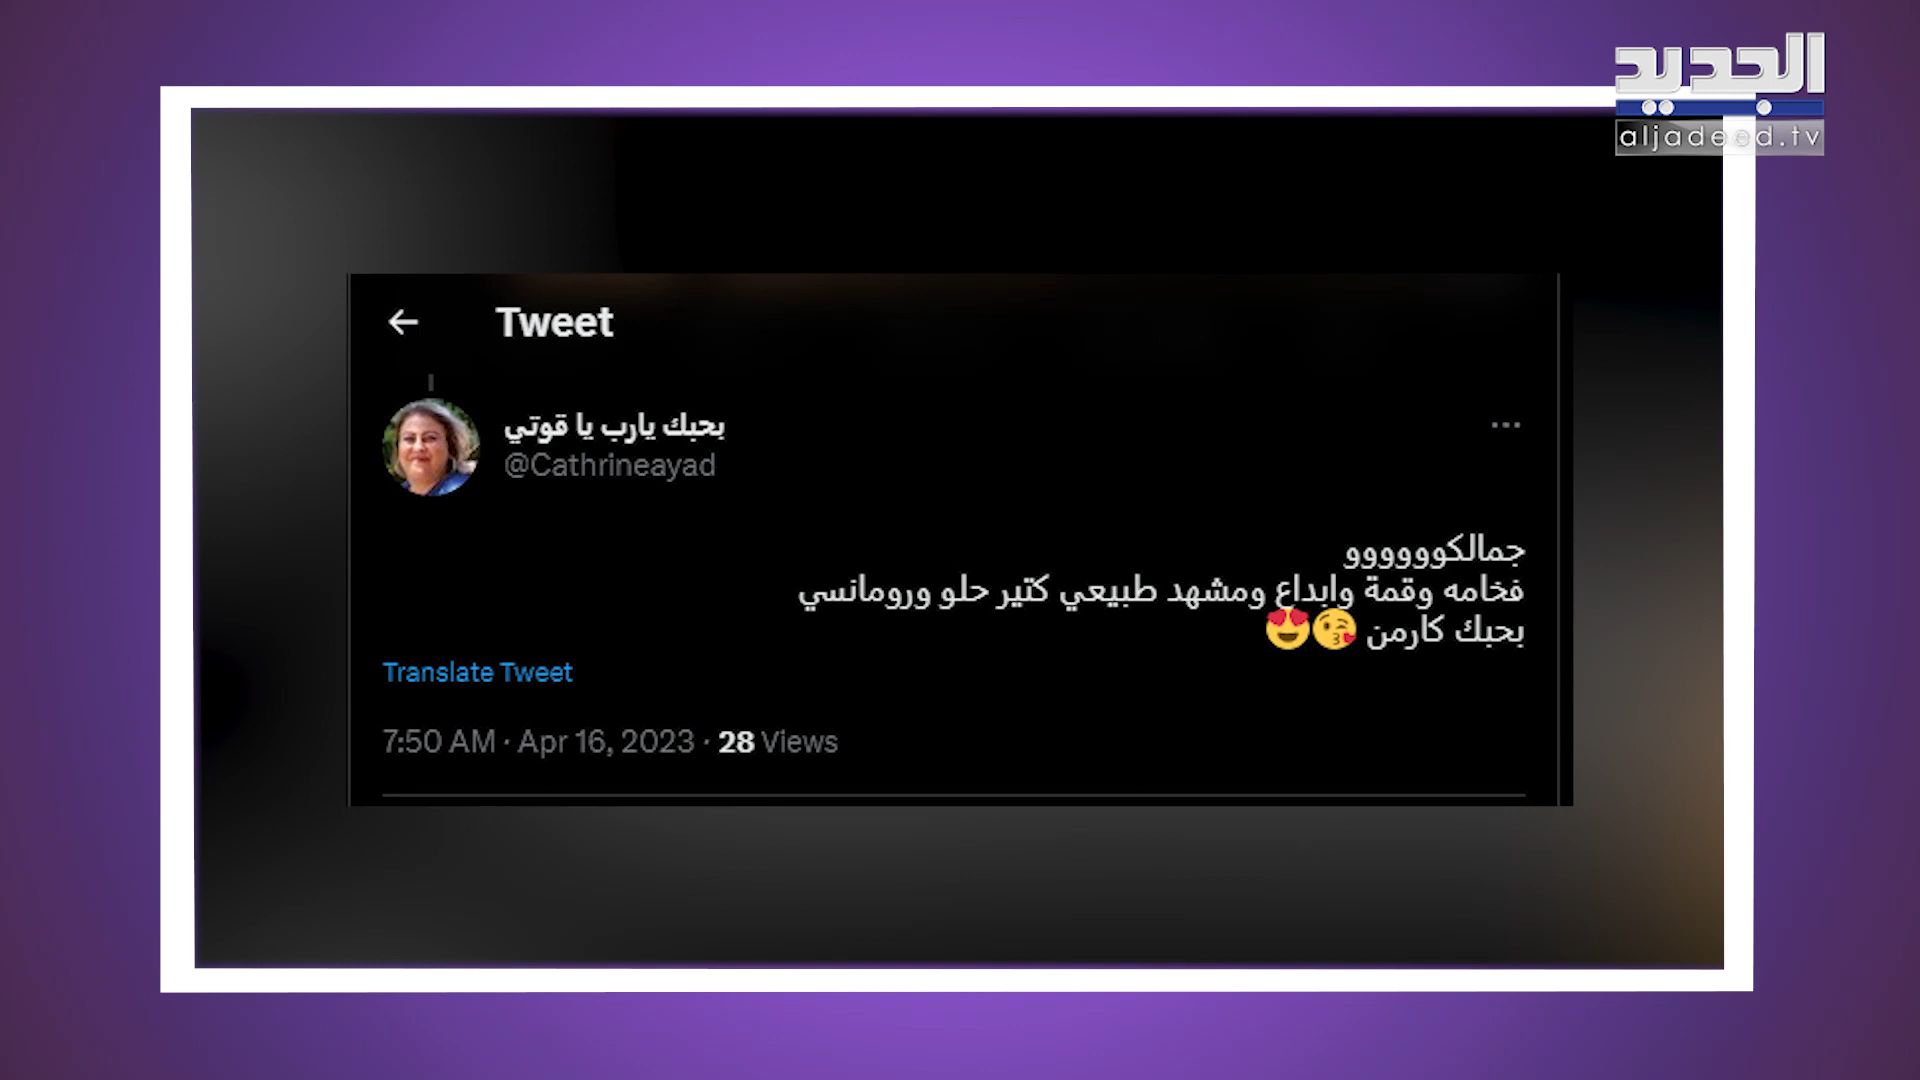 الجديد
aljadeed.tv
Tweet
بحبك يارب يا قوتي
@Cathrineayad
جمالكووووووو
فخامه وقمة وابداع ومشهد طبيعي كتير حلو ورومانسي
بحبك كارمن 😘😍
Translate Tweet
7:50 AM · Apr 16, 2023 · 28 Views